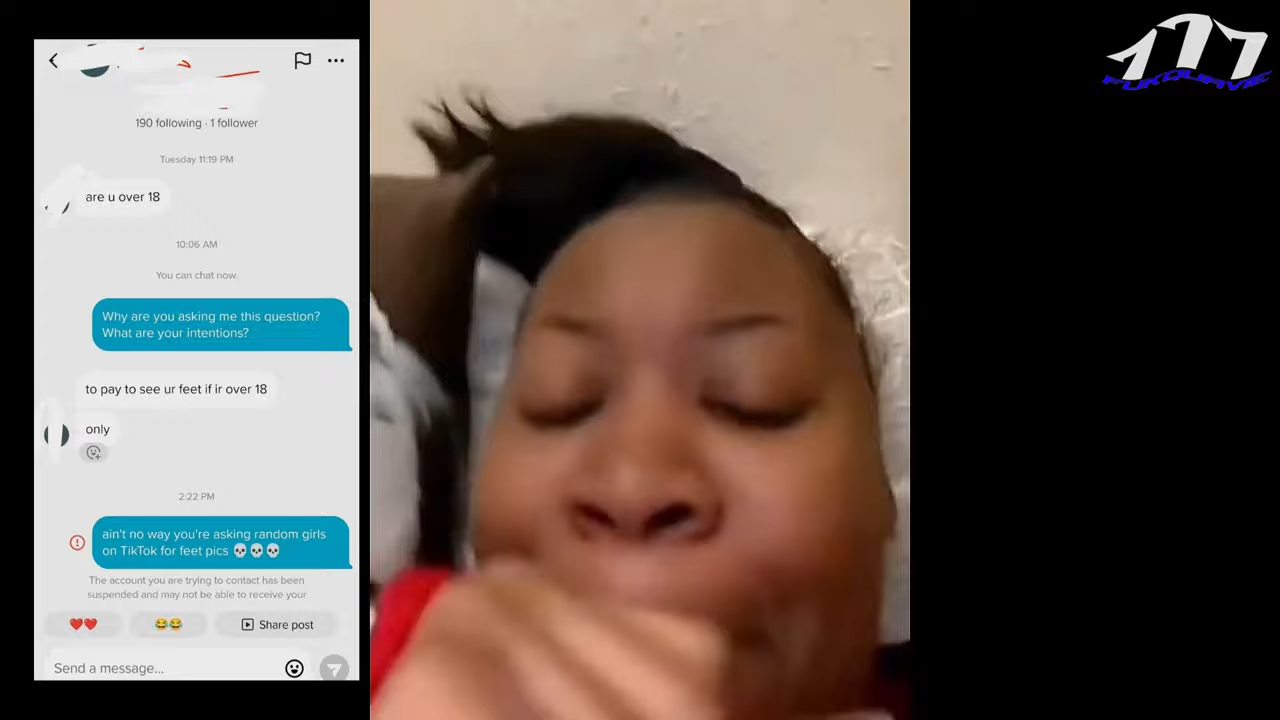 190 following · 1 follower
Tuesday 11:19 PM
are u over 18
10:06 AM
You can chat now.
Why are you asking me this question?
What are your intentions?
to pay to see ur feet if ir over 18
only
2:22 PM
ain't no way you're asking random girls
on TikTok for feet pics 💀💀💀
The account you are trying to contact has been
suspended and may not be able to receive your
❤️❤️ 😂😂 Share post
Send a message...
777